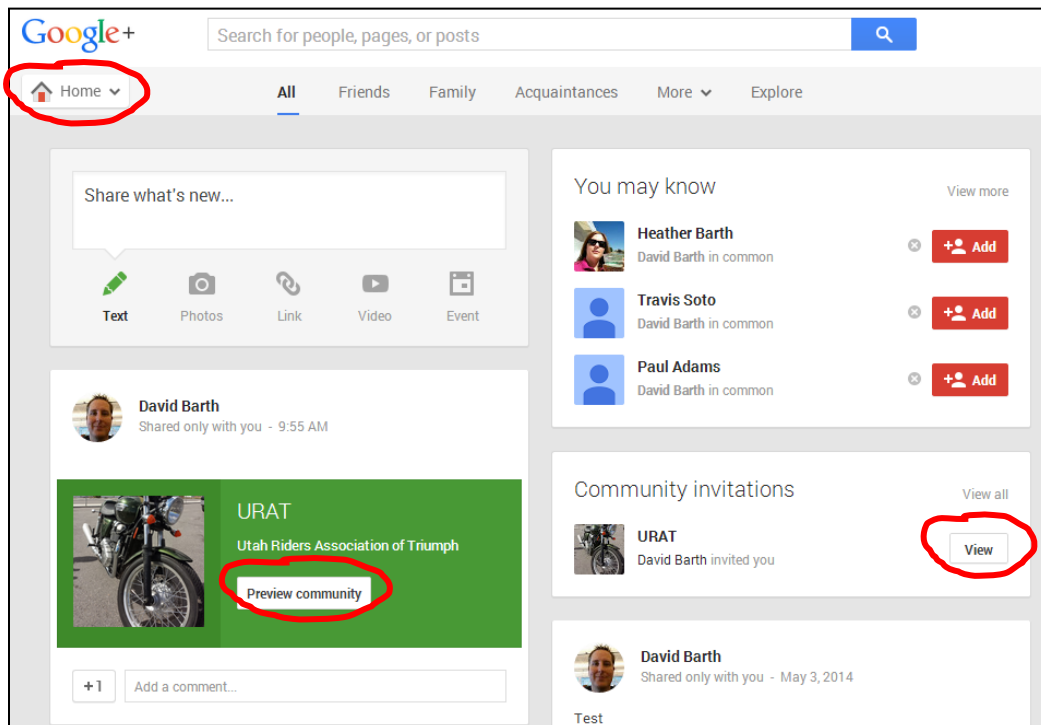 Google+
Search for people, pages, or posts
Home
All Friends Family Acquaintances More Explore
Share what's new...
Text Photos Link Video Event
David Barth
Shared only with you - 9:55 AM
URAT
Utah Riders Association of Triumph
Preview community
+1 Add a comment...
You may know View more
Heather Barth
David Barth in common
Add
Travis Soto
David Barth in common
Add
Paul Adams
David Barth in common
Add
Community invitations View all
URAT
David Barth invited you
View
David Barth
Shared only with you - May 3, 2014
Test